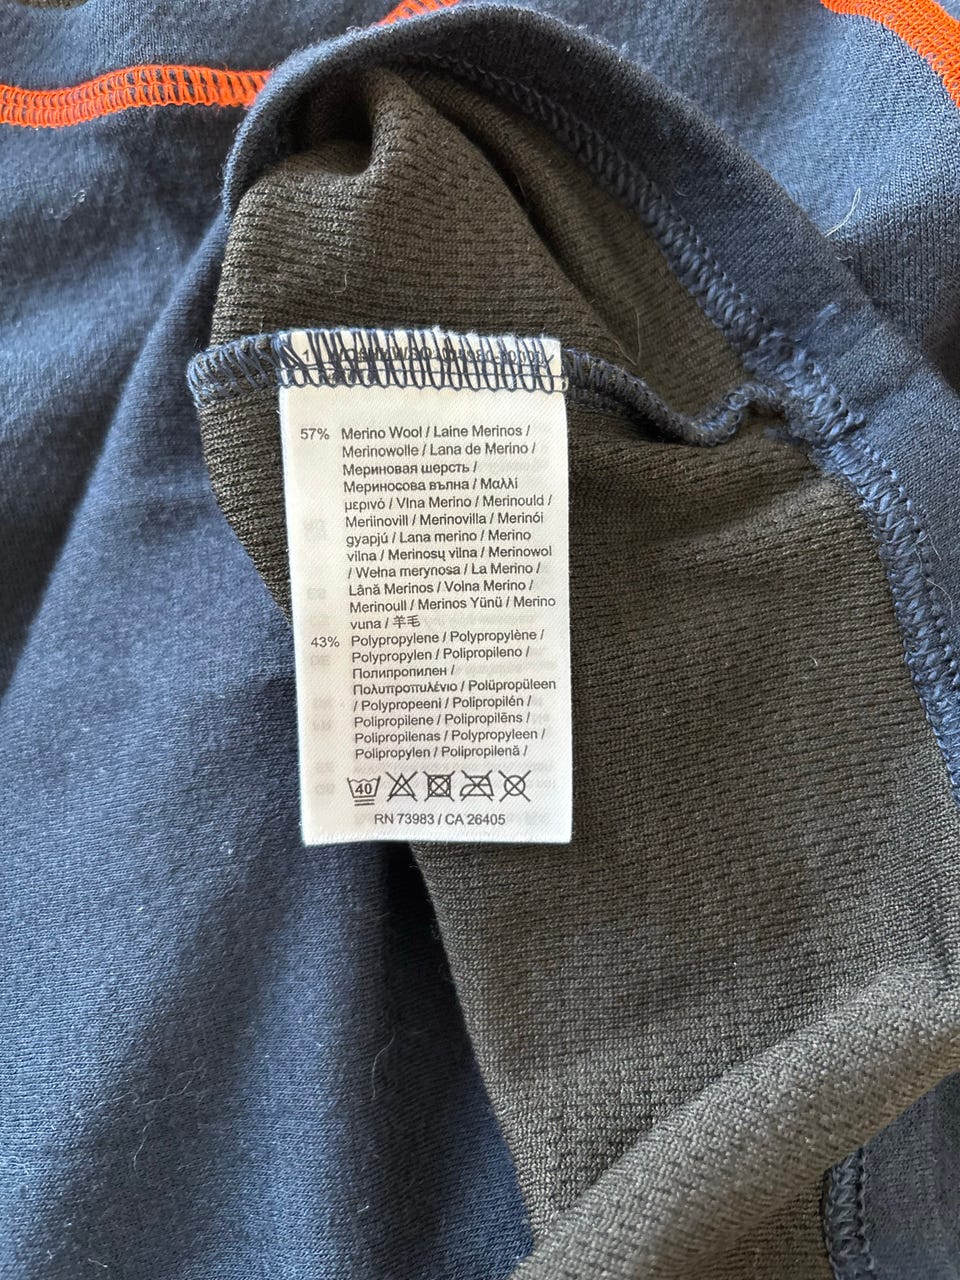 57% Merino Wool / Laine Merinos /
Merinowolle / Lana de Merino /
Мериновая шерсть /
Мериносова вълна / Μαλλί
μερινό / Vlna Merino / Merinould /
Meriinovill / Merinovilla / Merinói
gyapjú / Lana merino / Merino
vilna / Merinosų vilna / Merinowol
/ Wełna merynosa / La Merino /
Lână Merinos / Volna Merino /
Merinoull / Merinos Yünü / Merino
vuna / 羊毛
43% Polypropylene / Polypropylène /
Polypropylen / Polipropileno /
Полипропилен /
Πολυπροπυλένιο / Polüpropüleen
/ Polypropeeni / Polipropilén /
Polipropilene / Polipropilēns /
Polipropilenas / Polypropyleen /
Polipropylen / Polipropilenă /
40
RN 73983 / CA 26405